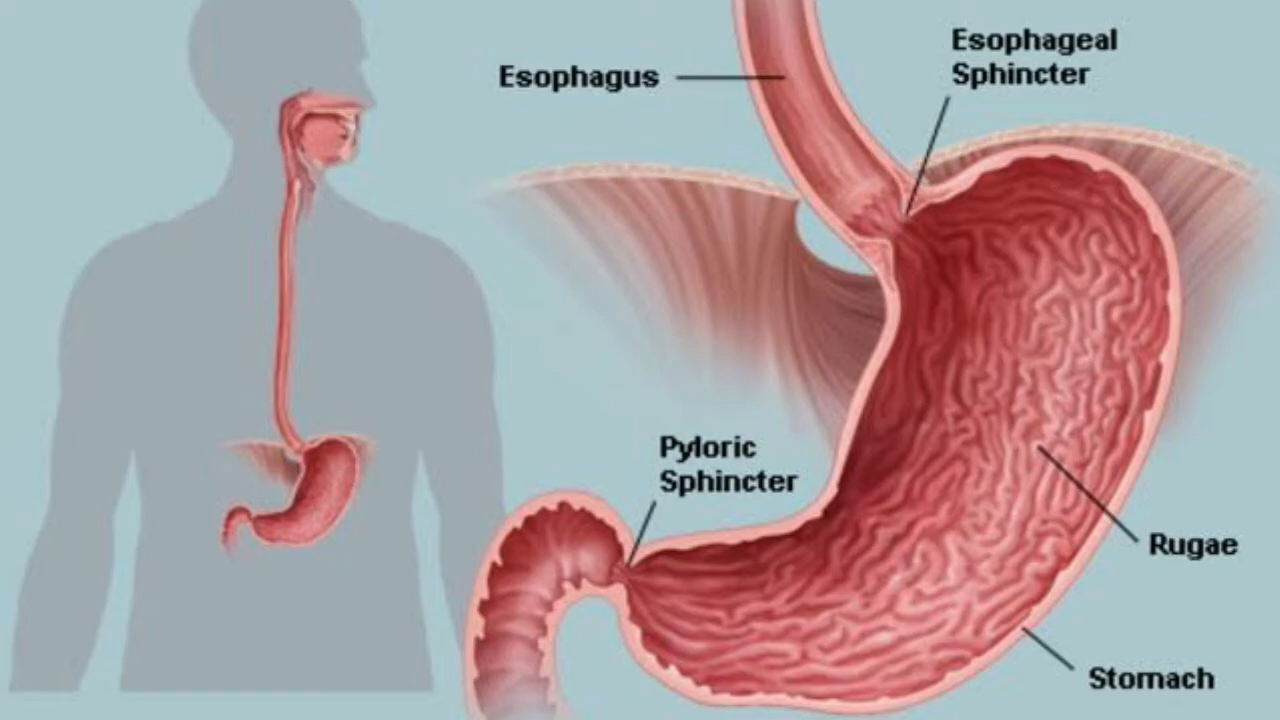 Esophageal
Sphincter
Esophagus
Pyloric
Sphincter
Rugae
Stomach